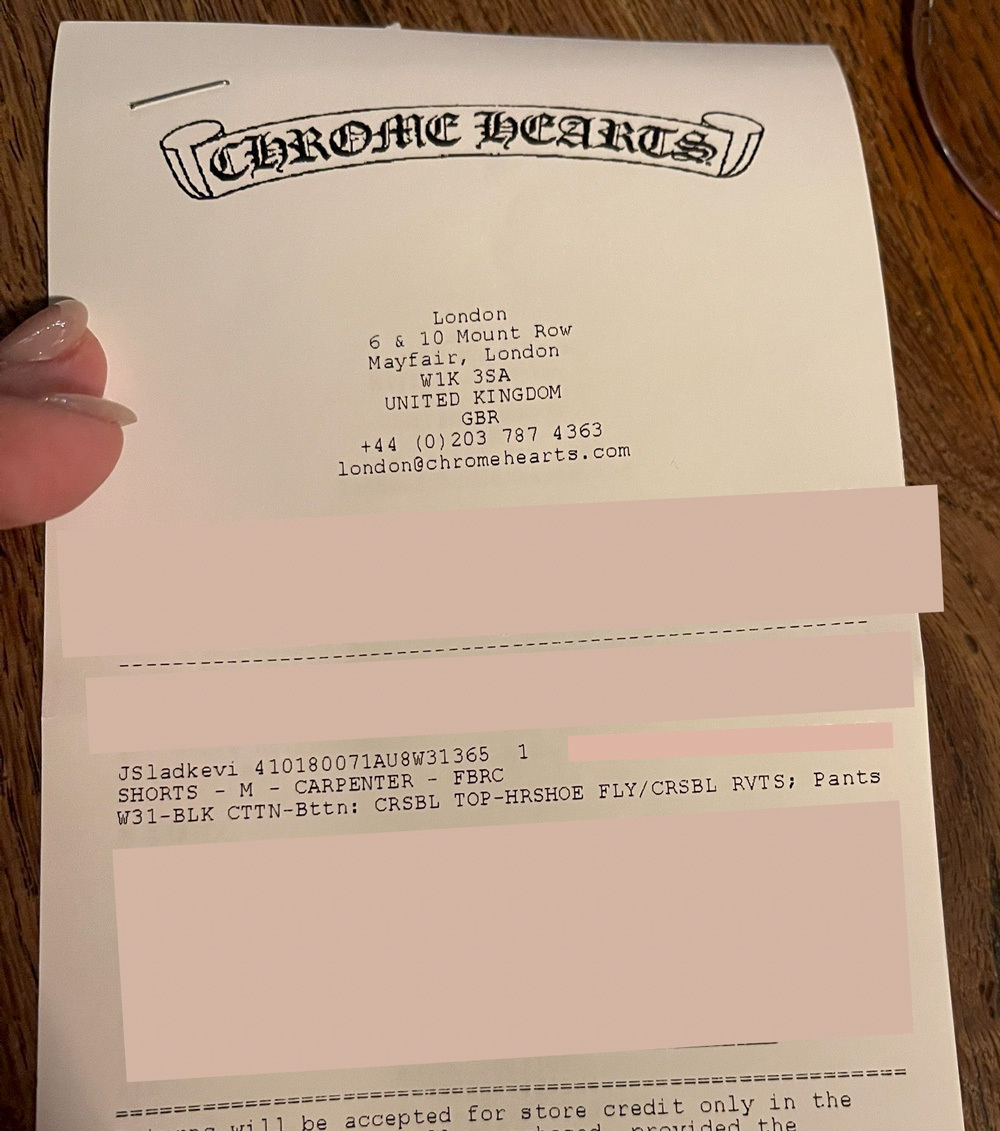 CHROME HEARTS
London
6 & 10 Mount Row
Mayfair, London
W1K 3SA
UNITED KINGDOM
GBR
+44 (0)203 787 4363
london@chromehearts.com
JSladkevi 410180071AU8W31365 1
SHORTS - M - CARPENTER - FBRC
W31-BLK CTTN-Bttn: CRSBL TOP-HRSHOE FLY/CRSBL RVTS; Pants
will be accepted for store credit only in the
provided the